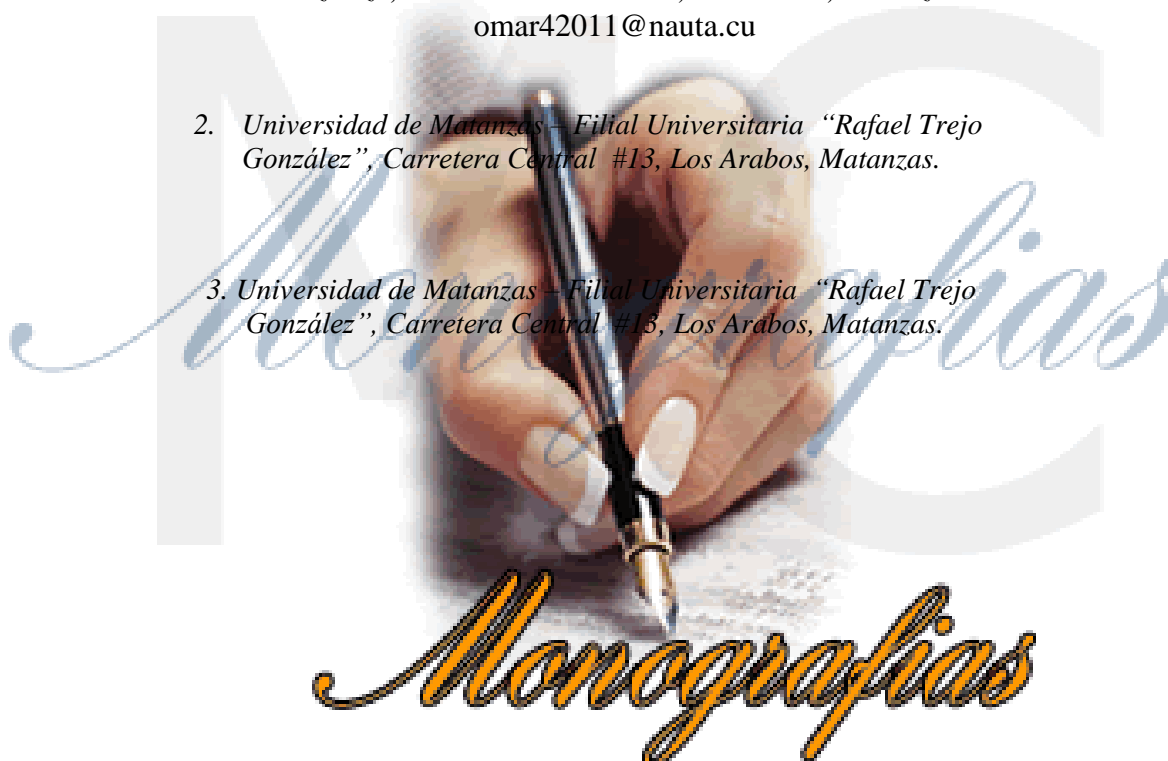 omar42011@nauta.cu
2. Universidad de Matanzas – Filial Universitaria “Rafael Trejo
González”, Carretera Central #13, Los Arabos, Matanzas.
3. Universidad de Matanzas – Filial Universitaria “Rafael Trejo
González”, Carretera Central #13, Los Arabos, Matanzas.
Monografias
Monografias